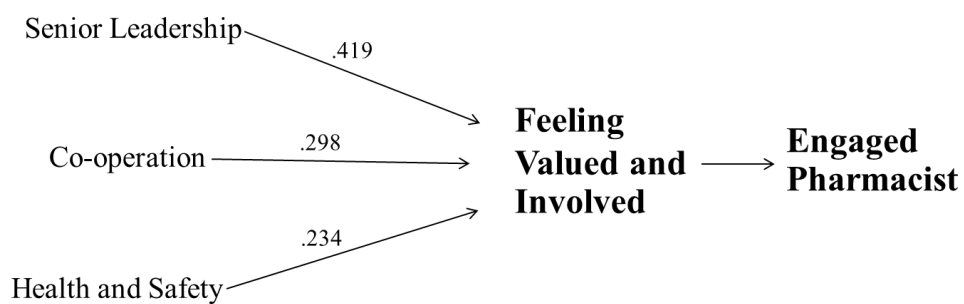 Senior Leadership
.419
Co-operation
.298
Health and Safety
.234
Feeling
Valued and
Involved
Engaged
Pharmacist